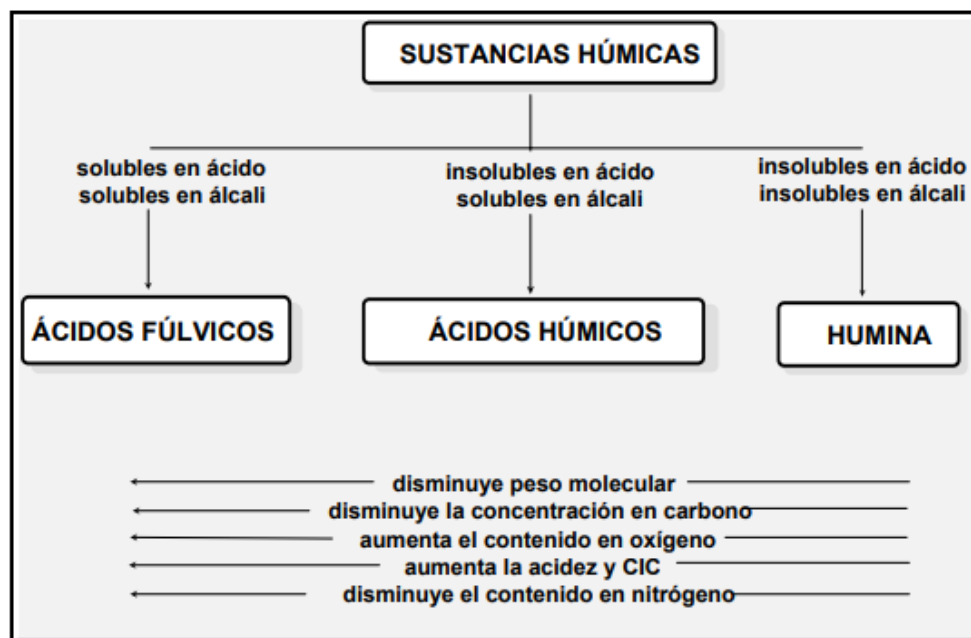 SUSTANCIAS HÚMICAS
solubles en ácido
solubles en álcali
insolubles en ácido
solubles en álcali
insolubles en ácido
insolubles en álcali
ÁCIDOS FÚLVICOS
ÁCIDOS HÚMICOS
HUMINA
disminuye peso molecular
disminuye la concentración en carbono
aumenta el contenido en oxígeno
aumenta la acidez y CIC
disminuye el contenido en nitrógeno